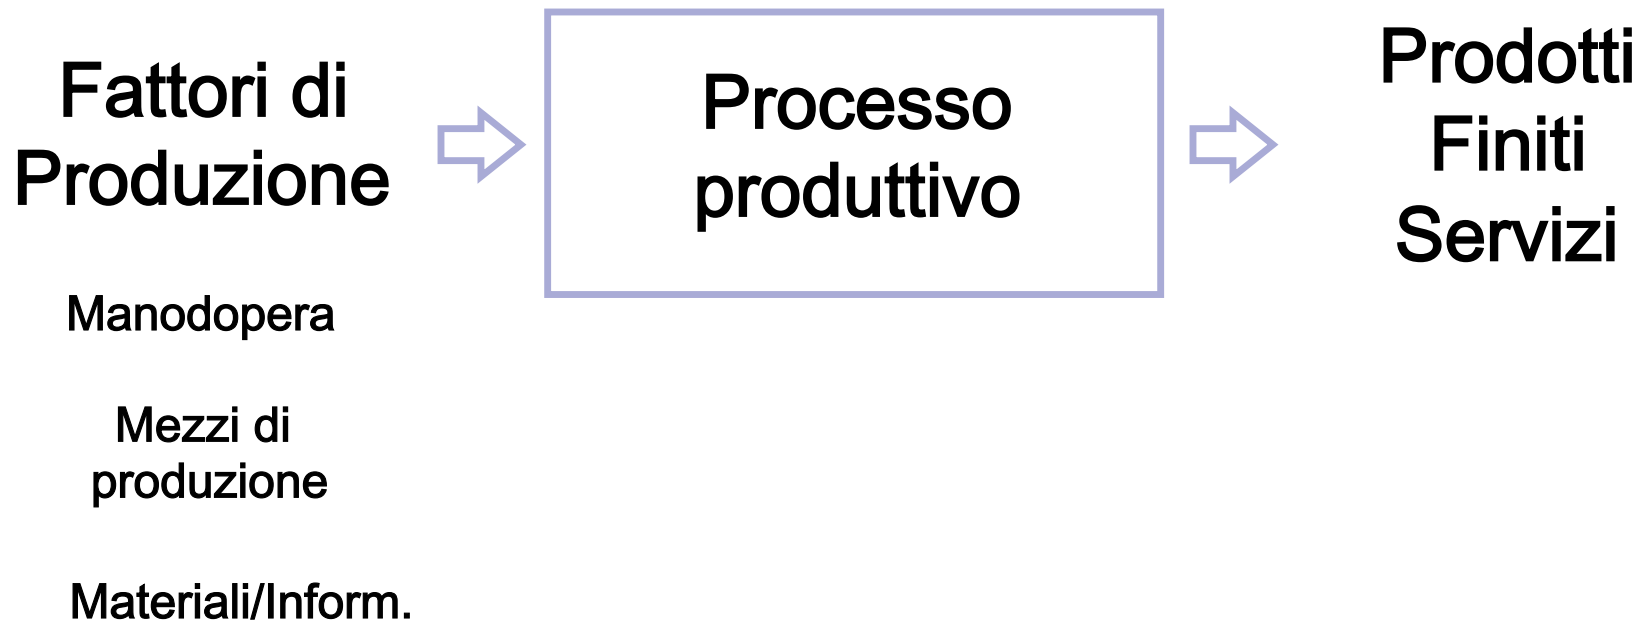 Fattori di
Produzione
Processo
produttivo
Prodotti
Finiti
Servizi
Manodopera
Mezzi di
produzione
Materiali/Inform.